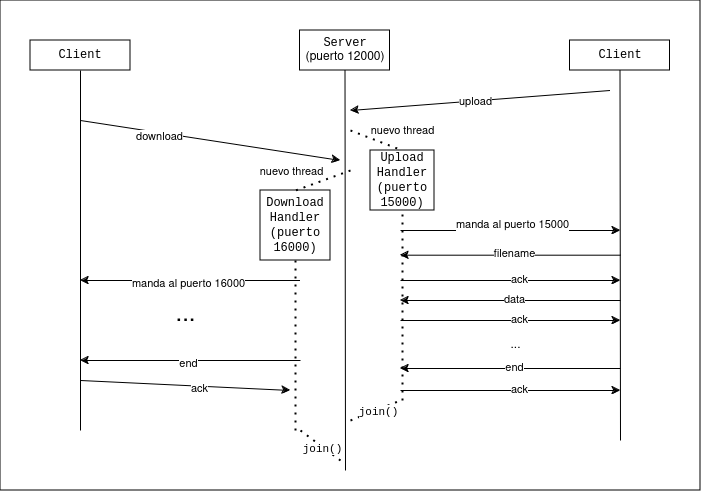 Client
Server
(puerto 12000)
Client
upload
download
nuevo thread
nuevo thread
Upload
Handler
(puerto
15000)
Download
Handler
(puerto
16000)
manda al puerto 15000
filename
manda al puerto 16000
ack
data
...
ack
...
end
end
ack
ack
join()
join()